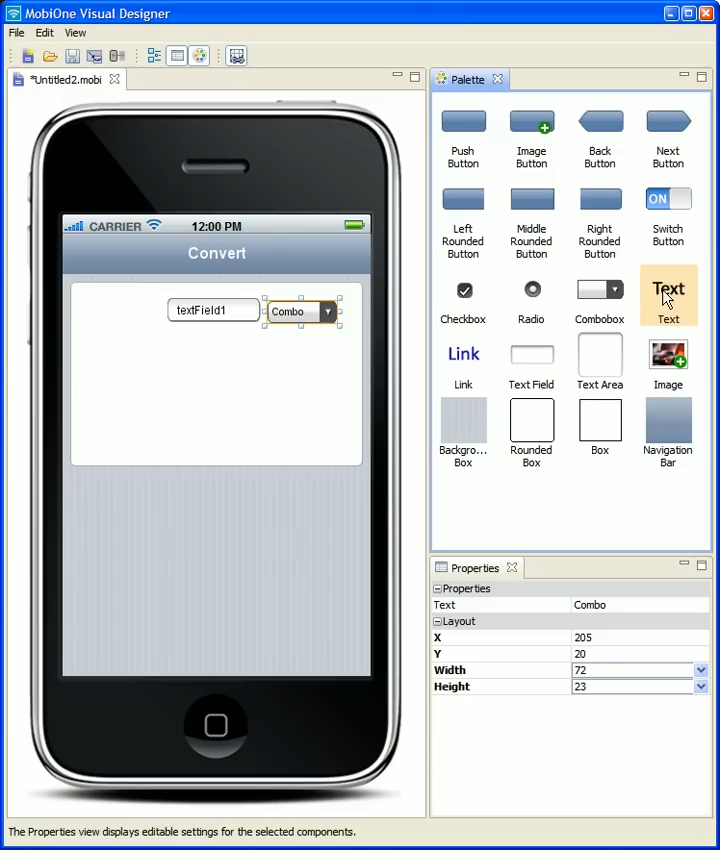 MobiOne Visual Designer
File Edit View
*Untitled2.mobi
CARRIER 12:00 PM
Convert
textField1 Combo
Palette
Push Button
Image Button
Back Button
Next Button
Left Rounded Button
Middle Rounded Button
Right Rounded Button
ON
Switch Button
Checkbox
Radio
Combobox
Text
Text
Link
Link
Text Field
Text Area
Image
Backgro... Box
Rounded Box
Box
Navigation Bar
Properties
Properties
Text Combo
Layout
X 205
Y 20
Width 72
Height 23
The Properties view displays editable settings for the selected components.